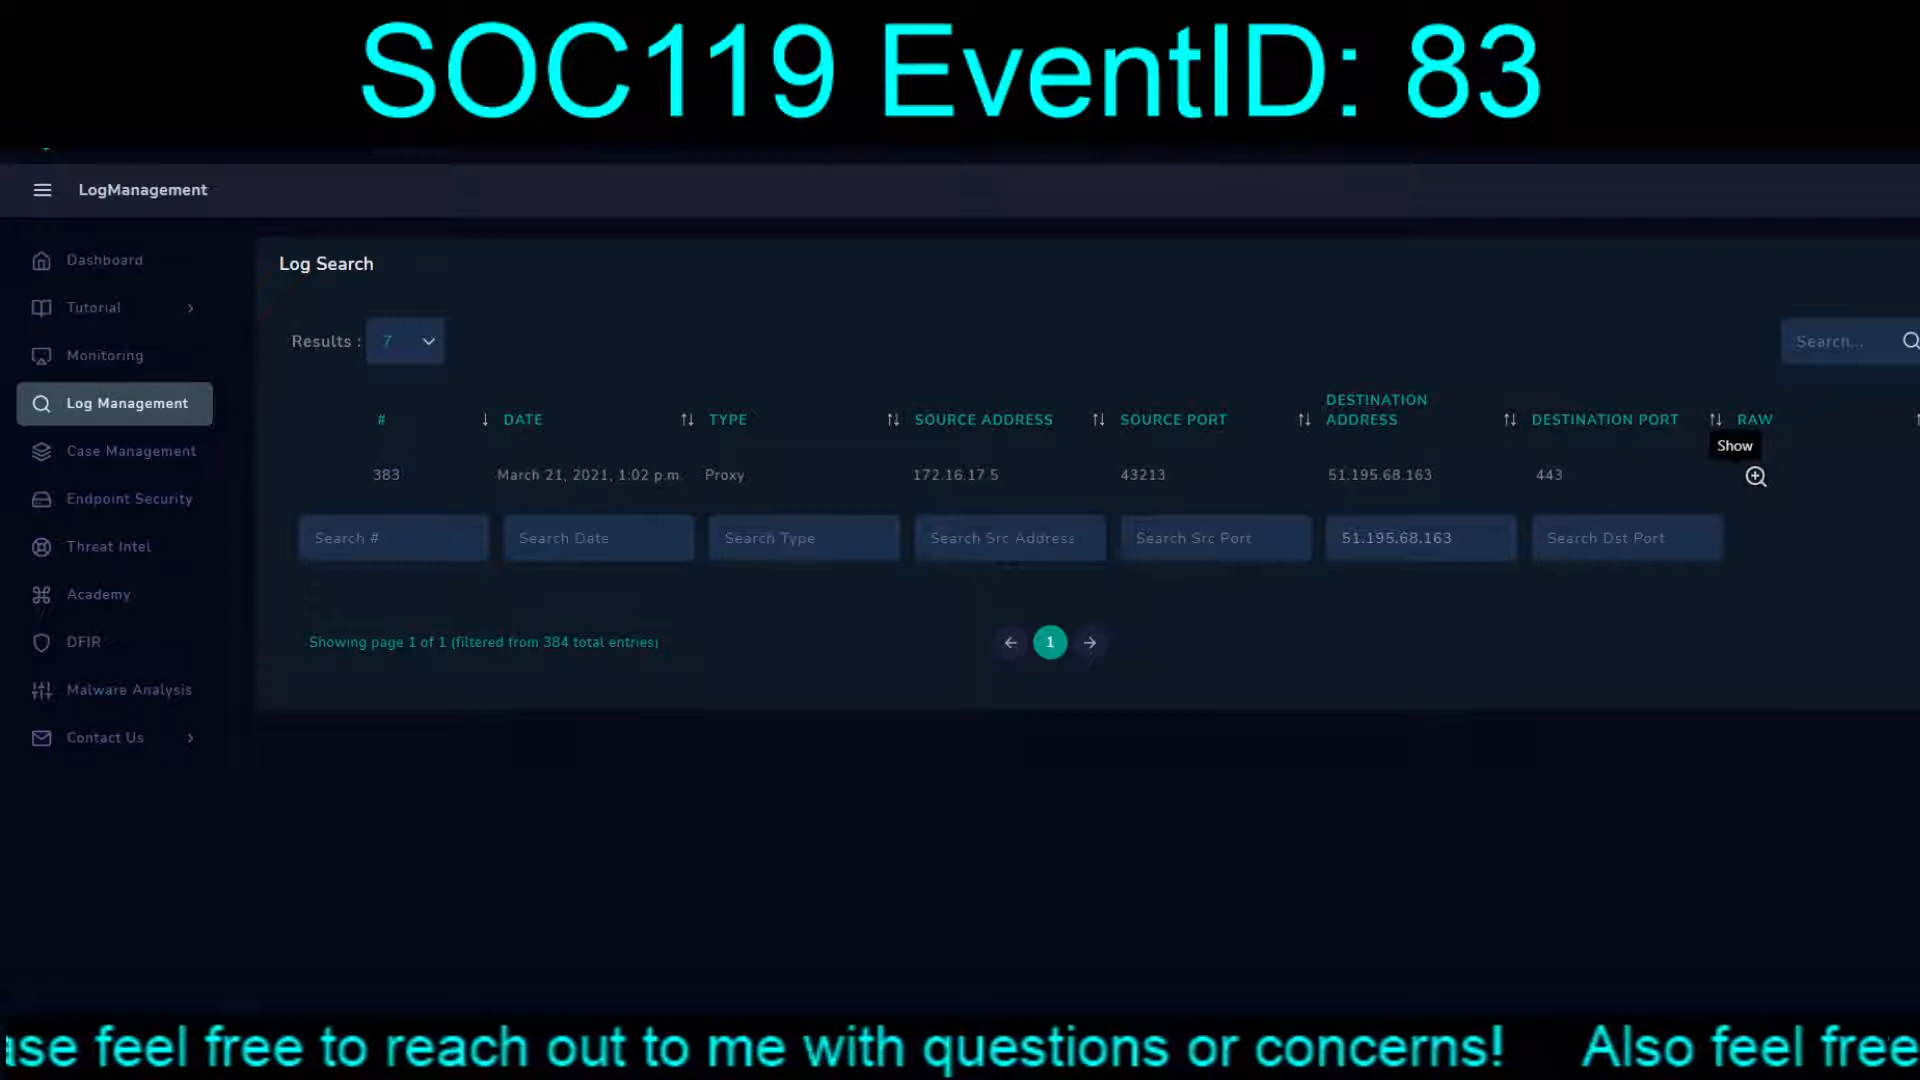 SOC119 EventID: 83
LogManagement
Dashboard
Tutorial
Monitoring
Log Management
Case Management
Endpoint Security
Threat Intel
Academy
DFIR
Malware Analysis
Contact Us
Log Search
Results : 7
Search...
# DATE TYPE SOURCE ADDRESS SOURCE PORT DESTINATION ADDRESS DESTINATION PORT RAW
Show
383 March 21, 2021, 1:02 p.m. Proxy 172.16.17.5 43213 51.195.68.163 443
Search # Search Date Search Type Search Src Address Search Src Port 51.195.68.163 Search Dst Port
Showing page 1 of 1 (filtered from 384 total entries)
1
feel free to reach out to me with questions or concerns! Also feel free